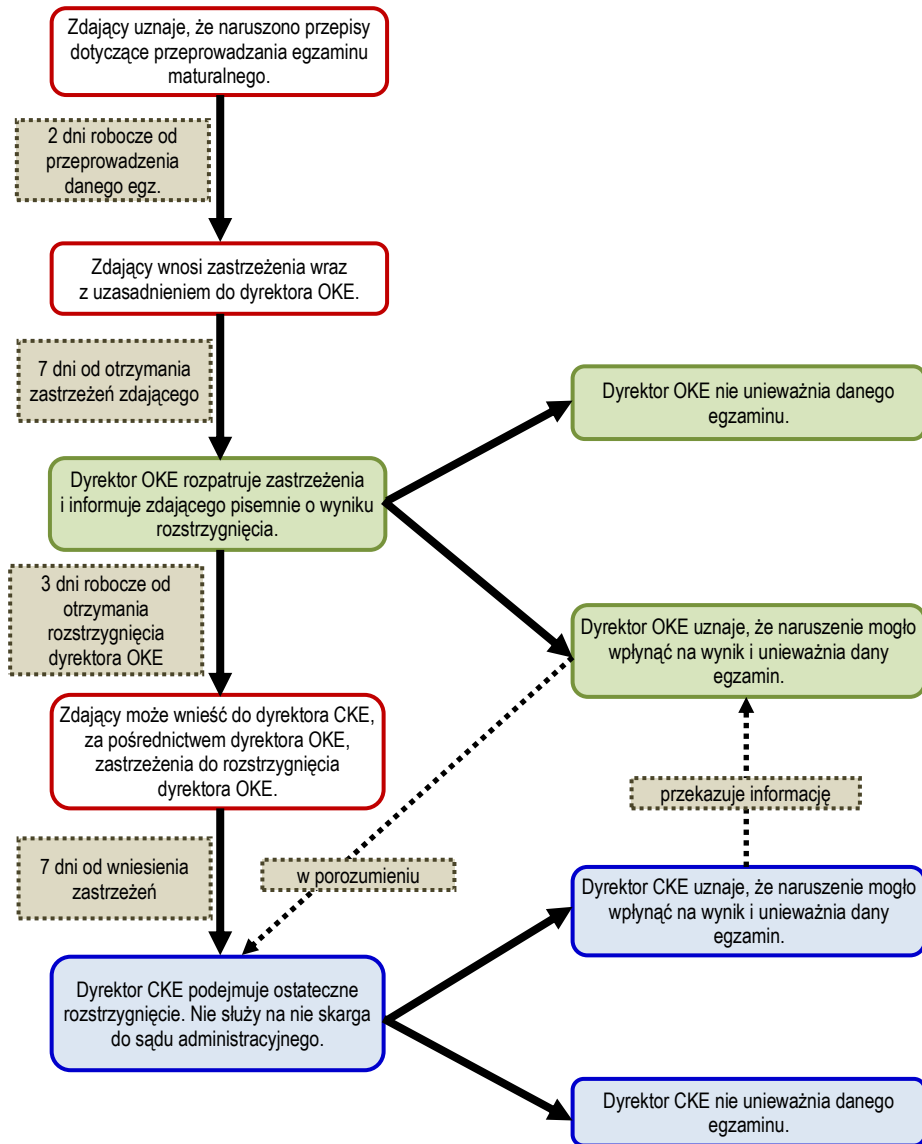 Zdający uznaje, że naruszono przepisy
dotyczące przeprowadzania egzaminu
maturalnego.
2 dni robocze od
przeprowadzenia
danego egz.
Zdający wnosi zastrzeżenia wraz
z uzasadnieniem do dyrektora OKE.
7 dni od otrzymania
zastrzeżeń zdającego
Dyrektor OKE nie unieważnia danego
egzaminu.
Dyrektor OKE rozpatruje zastrzeżenia
i informuje zdającego pisemnie o wyniku
rozstrzygnięcia.
3 dni robocze od
otrzymania
rozstrzygnięcia
dyrektora OKE
Dyrektor OKE uznaje, że naruszenie mogło
wpłynąć na wynik i unieważnia dany
egzamin.
Zdający może wnieść do dyrektora CKE,
za pośrednictwem dyrektora OKE,
zastrzeżenia do rozstrzygnięcia
dyrektora OKE.
przekazuje informację
7 dni od wniesienia
zastrzeżeń
w porozumieniu
Dyrektor CKE uznaje, że naruszenie mogło
wpłynąć na wynik i unieważnia dany
egzamin.
Dyrektor CKE podejmuje ostateczne
rozstrzygnięcie. Nie służy na nie skarga
do sądu administracyjnego.
Dyrektor CKE nie unieważnia danego
egzaminu.